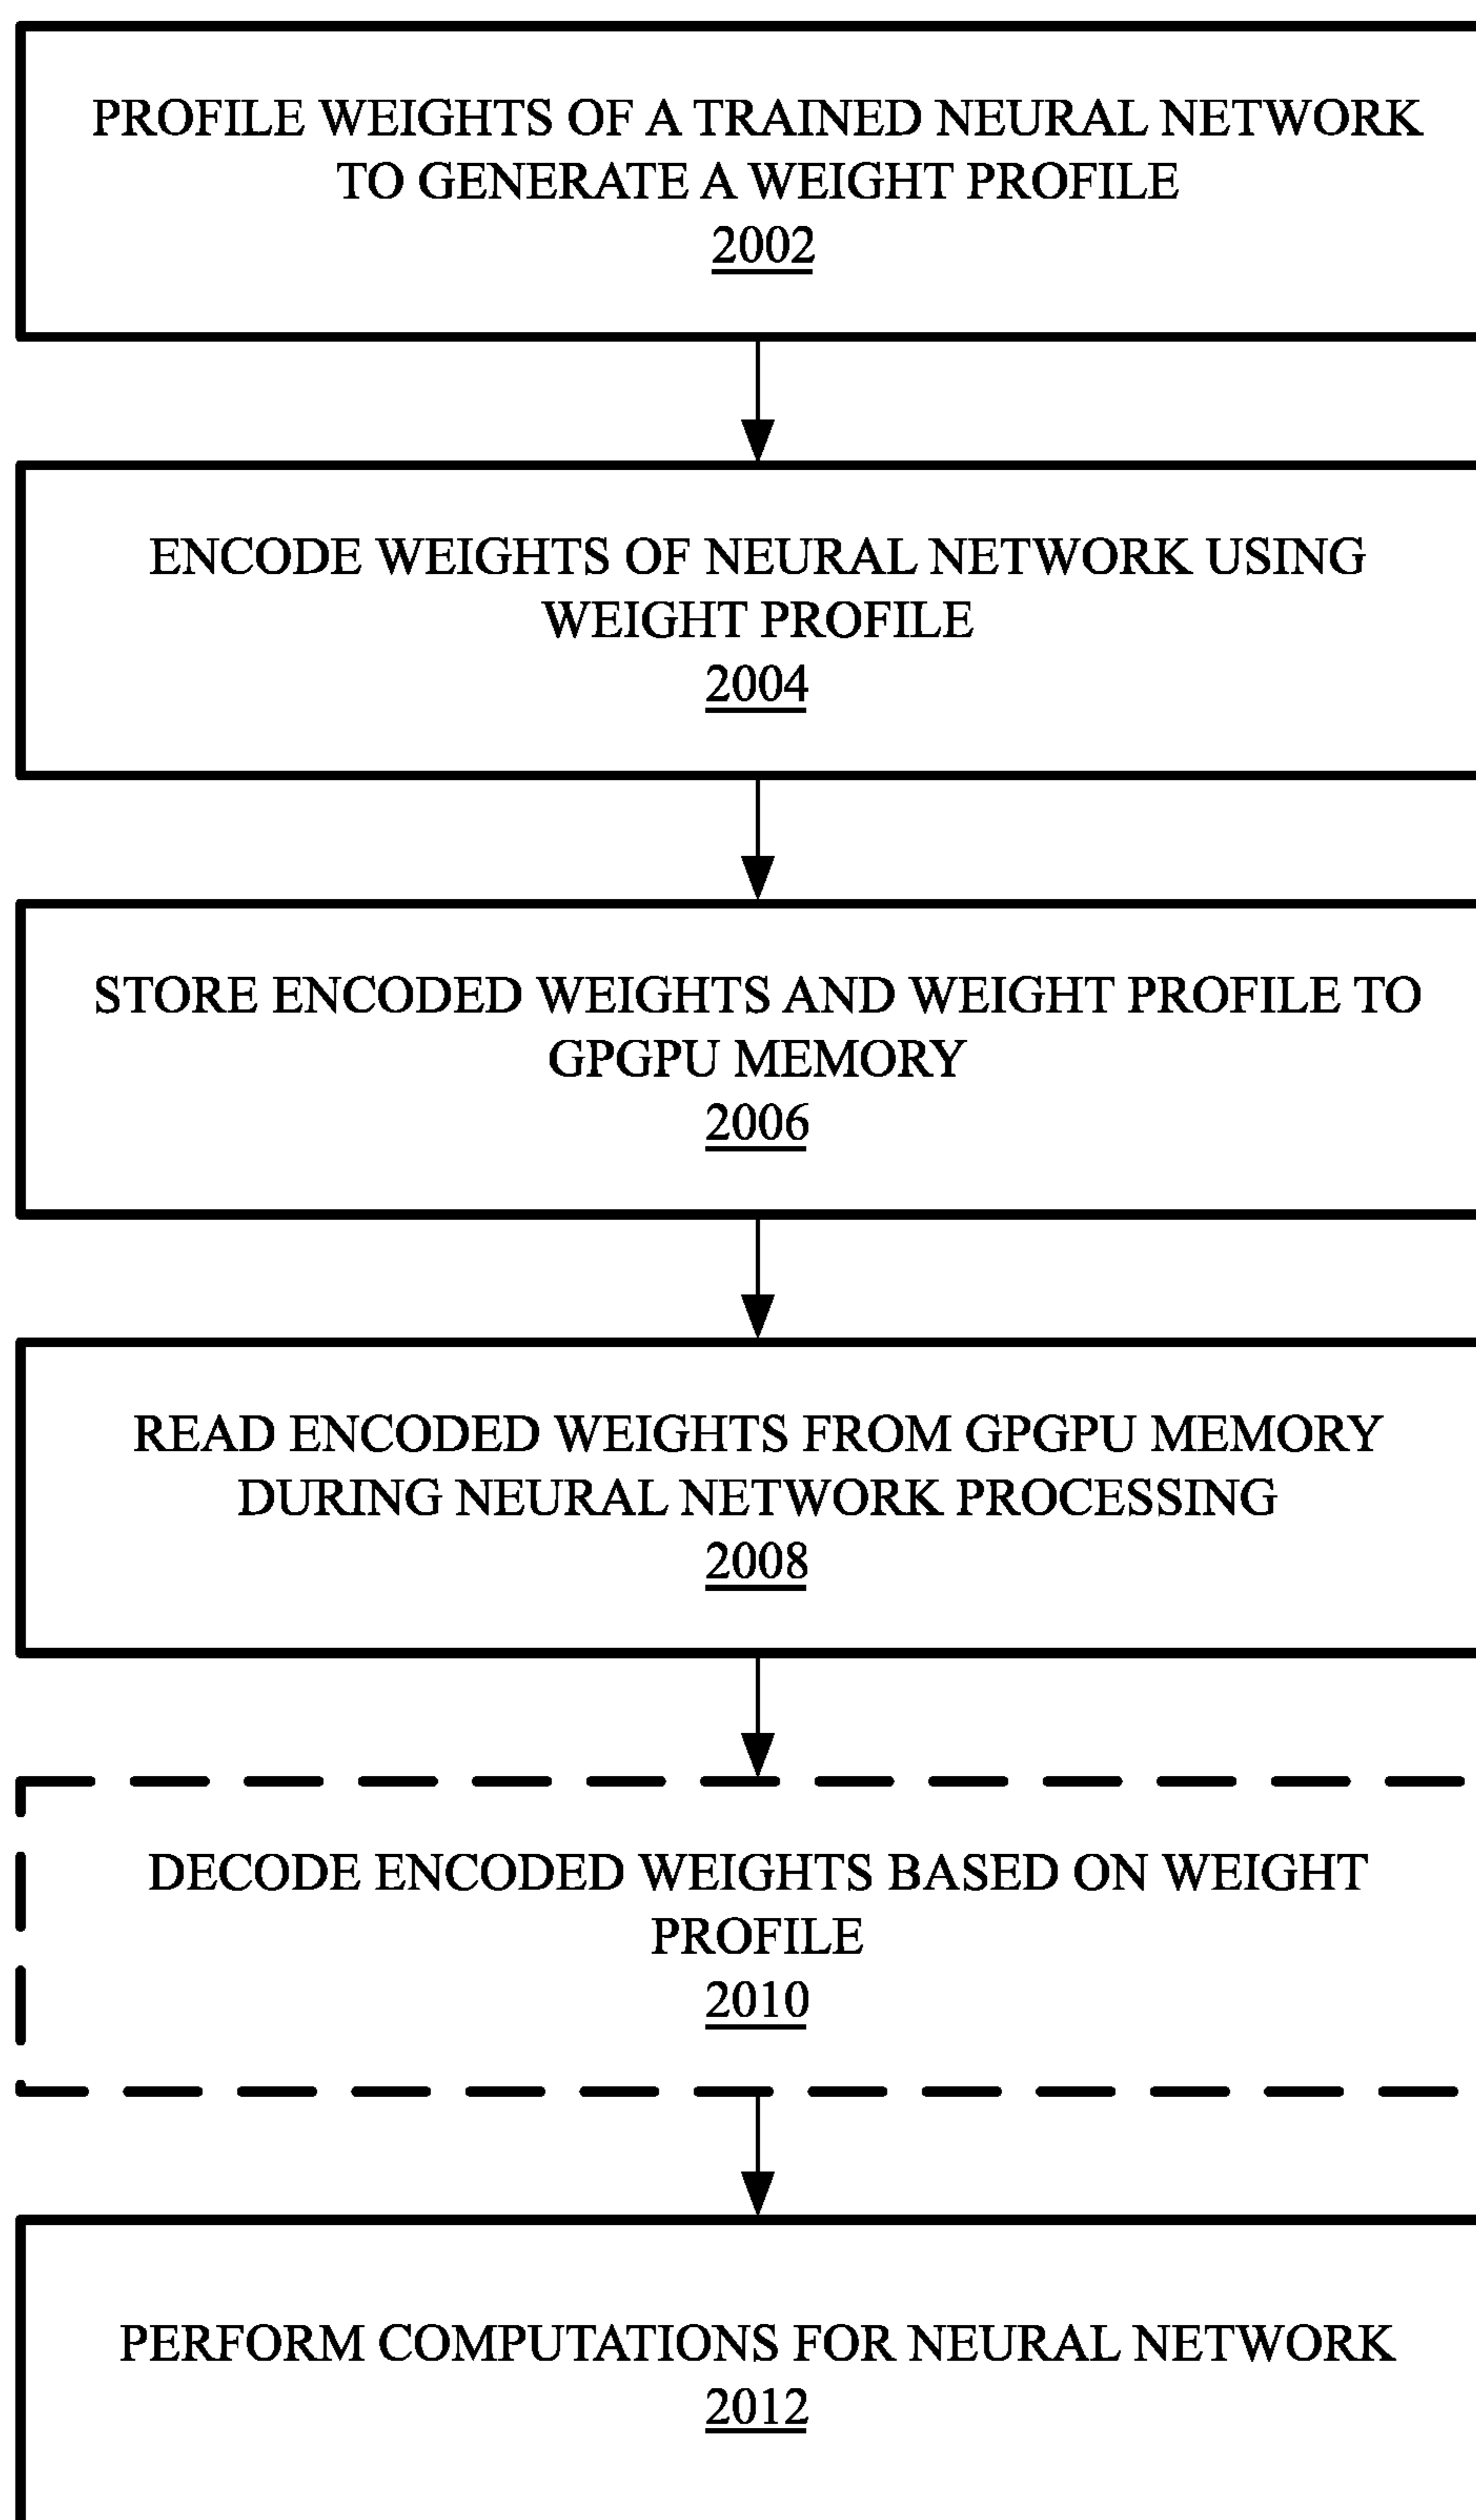 PROFILE WEIGHTS OF A TRAINED NEURAL NETWORK
TO GENERATE A WEIGHT PROFILE
2002
ENCODE WEIGHTS OF NEURAL NETWORK USING
WEIGHT PROFILE
2004
STORE ENCODED WEIGHTS AND WEIGHT PROFILE TO
GPGPU MEMORY
2006
READ ENCODED WEIGHTS FROM GPGPU MEMORY
DURING NEURAL NETWORK PROCESSING
2008
DECODE ENCODED WEIGHTS BASED ON WEIGHT
PROFILE
2010
PERFORM COMPUTATIONS FOR NEURAL NETWORK
2012